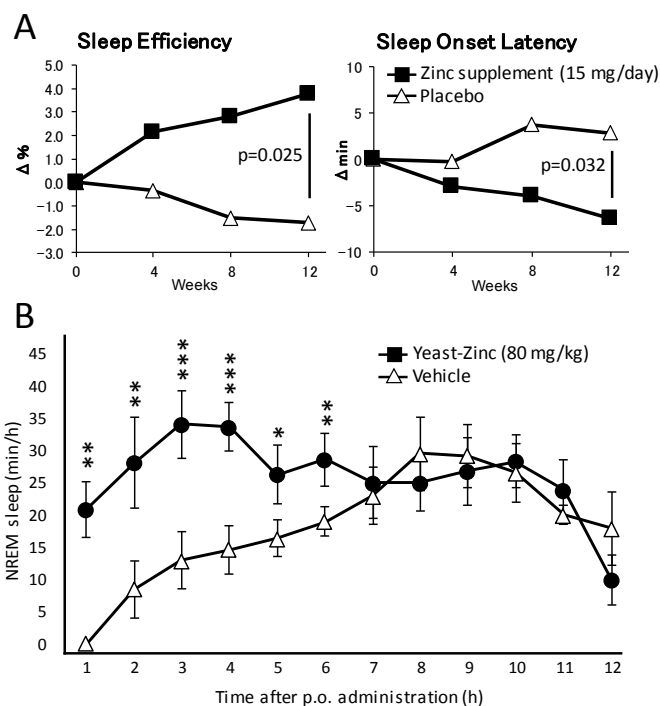 A
Sleep Efficiency
Sleep Onset Latency
5.0
4.0
3.0
2.0
1.0
0.0
−1.0
−2.0
−3.0
Δ %
p=0.025
0 4 8 12
Weeks
10
5
0
−5
−10
Δ min
Zinc supplement (15 mg/day)
Placebo
p=0.032
0 4 8 12
Weeks
B
45
40
35
30
25
20
15
10
5
0
NREM sleep (min/h)
Yeast-Zinc (80 mg/kg)
Vehicle
** ** **** *** * **
1 2 3 4 5 6 7 8 9 10 11 12
Time after p.o. administration (h)